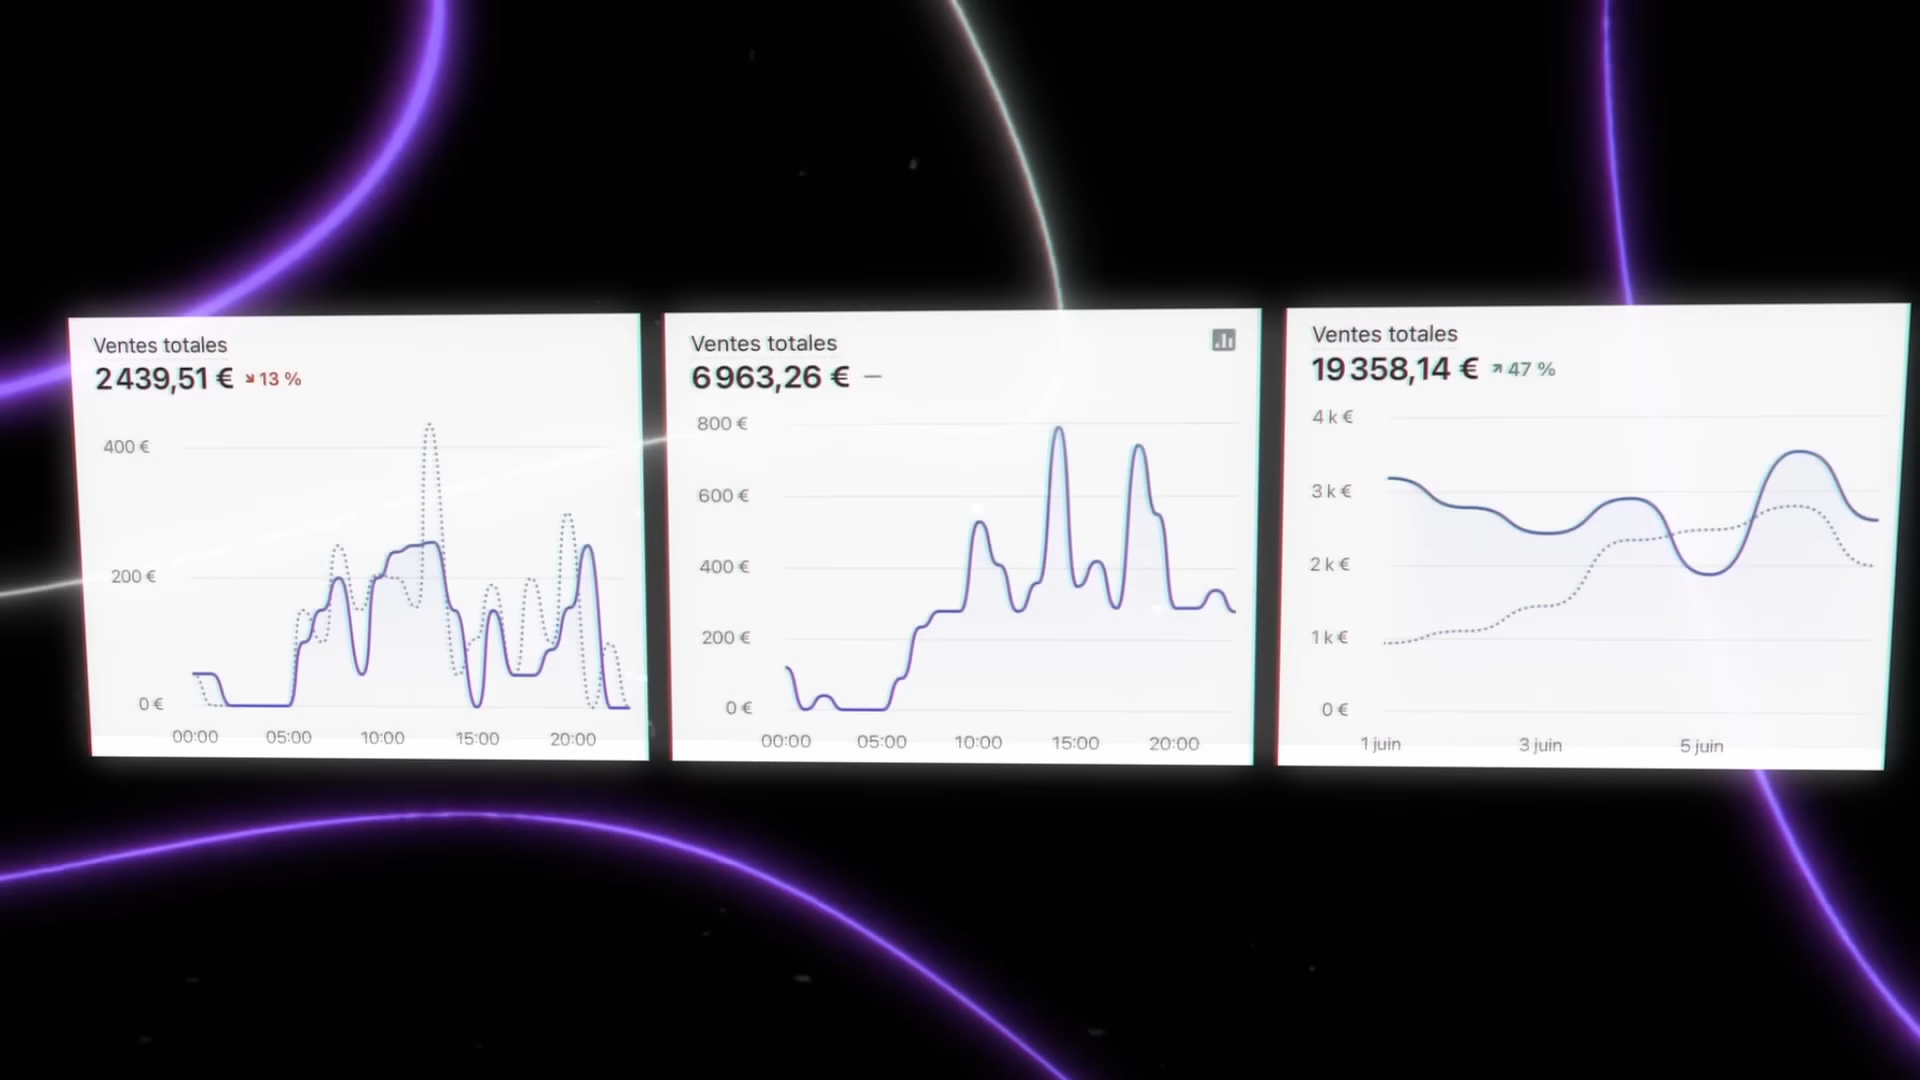 Ventes totales
2 439,51 € ↘ 13 %
400 €
200 €
0 €
00:00 05:00 10:00 15:00 20:00
Ventes totales
6 963,26 € —
800 €
600 €
400 €
200 €
0 €
00:00 05:00 10:00 15:00 20:00
Ventes totales
19 358,14 € ↗ 47 %
4 k €
3 k €
2 k €
1 k €
0 €
1 juin 3 juin 5 juin